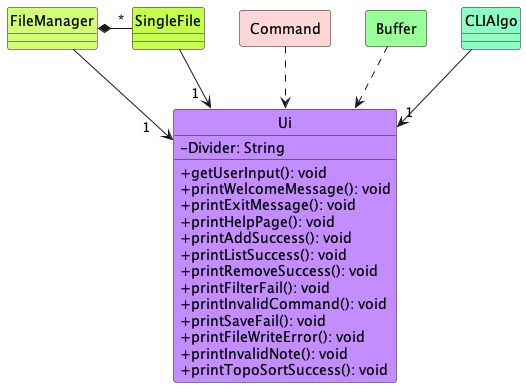 FileManager
*
SingleFile
Command
Buffer
CLIAlgo
1
1
1
Ui
-Divider: String
+getUserInput(): void
+printWelcomeMessage(): void
+printExitMessage(): void
+printHelpPage(): void
+printAddSuccess(): void
+printListSuccess(): void
+printRemoveSuccess(): void
+printFilterFail(): void
+printInvalidCommand(): void
+printSaveFail(): void
+printFileWriteError(): void
+printInvalidNote(): void
+printTopoSortSuccess(): void